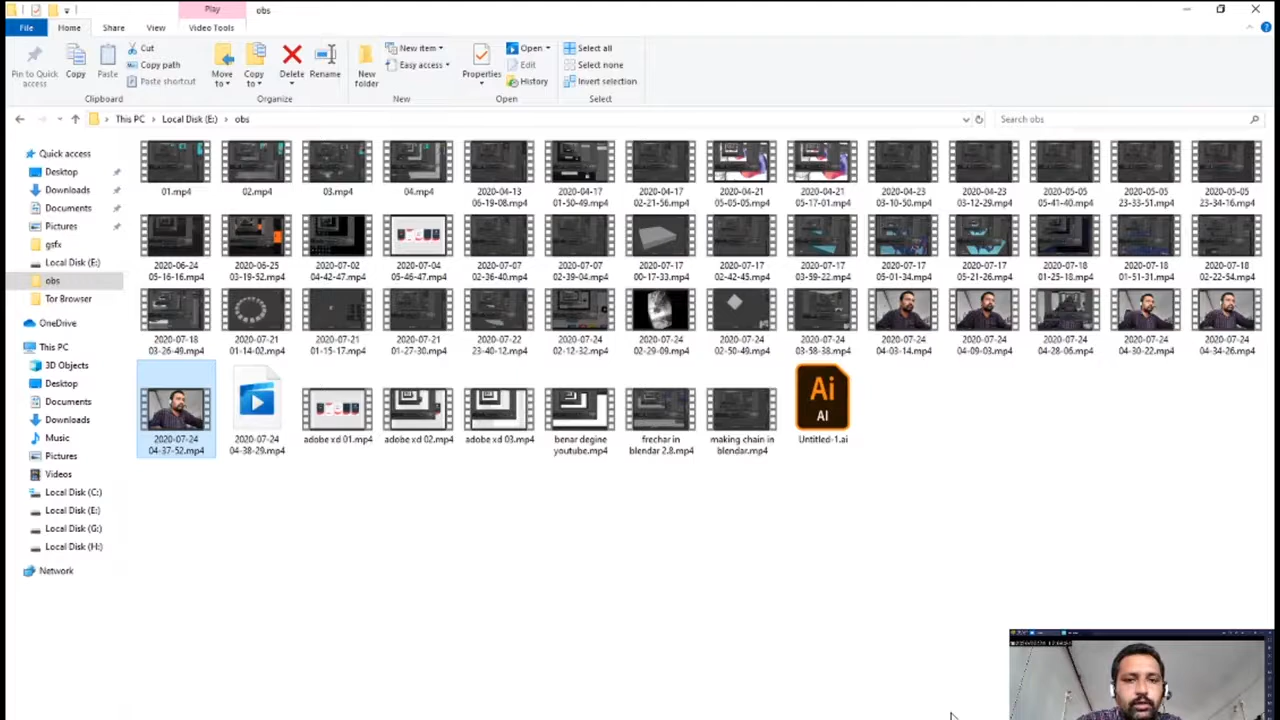 Play
obs
File
Home
Share
View
Video Tools
Pin to Quick access
Copy
Paste
Cut
Copy path
Paste shortcut
Clipboard
Move to
Copy to
Delete
Rename
Organize
New folder
New item
Easy access
New
Properties
Open
Edit
History
Open
Select all
Select none
Invert selection
Select
This PC > Local Disk (E:) > obs
Search obs
Quick access
Desktop
Downloads
Documents
Pictures
gsfx
Local Disk (E:)
obs
Tor Browser
OneDrive
This PC
3D Objects
Desktop
Documents
Downloads
Music
Pictures
Videos
Local Disk (C:)
Local Disk (E:)
Local Disk (G:)
Local Disk (H:)
Network
01.mp4
02.mp4
03.mp4
04.mp4
2020-04-13 06-19-08.mp4
2020-04-17 01-50-49.mp4
2020-04-17 02-21-56.mp4
2020-04-21 05-05-05.mp4
2020-04-21 05-17-01.mp4
2020-04-23 03-10-50.mp4
2020-04-23 03-12-29.mp4
2020-05-05 05-41-40.mp4
2020-05-05 23-33-51.mp4
2020-05-05 23-34-16.mp4
2020-06-24 05-16-16.mp4
2020-06-25 03-19-52.mp4
2020-07-02 04-42-47.mp4
2020-07-04 05-46-47.mp4
2020-07-07 02-36-40.mp4
2020-07-07 02-39-04.mp4
2020-07-17 00-17-33.mp4
2020-07-17 02-42-45.mp4
2020-07-17 03-59-22.mp4
2020-07-17 05-01-34.mp4
2020-07-17 05-21-26.mp4
2020-07-18 01-25-18.mp4
2020-07-18 01-51-31.mp4
2020-07-18 02-22-54.mp4
2020-07-18 03-26-49.mp4
2020-07-21 01-14-02.mp4
2020-07-21 01-15-17.mp4
2020-07-21 01-27-30.mp4
2020-07-22 23-40-12.mp4
2020-07-24 02-12-32.mp4
2020-07-24 02-29-09.mp4
2020-07-24 02-50-49.mp4
2020-07-24 03-58-38.mp4
2020-07-24 04-03-14.mp4
2020-07-24 04-09-03.mp4
2020-07-24 04-28-06.mp4
2020-07-24 04-30-22.mp4
2020-07-24 04-34-26.mp4
2020-07-24 04-37-52.mp4
2020-07-24 04-38-29.mp4
adobe xd 01.mp4
adobe xd 02.mp4
adobe xd 03.mp4
benar degine youtube.mp4
frechar in blendar 2.8.mp4
making chain in blendar.mp4
Ai
AI
Untitled-1.ai